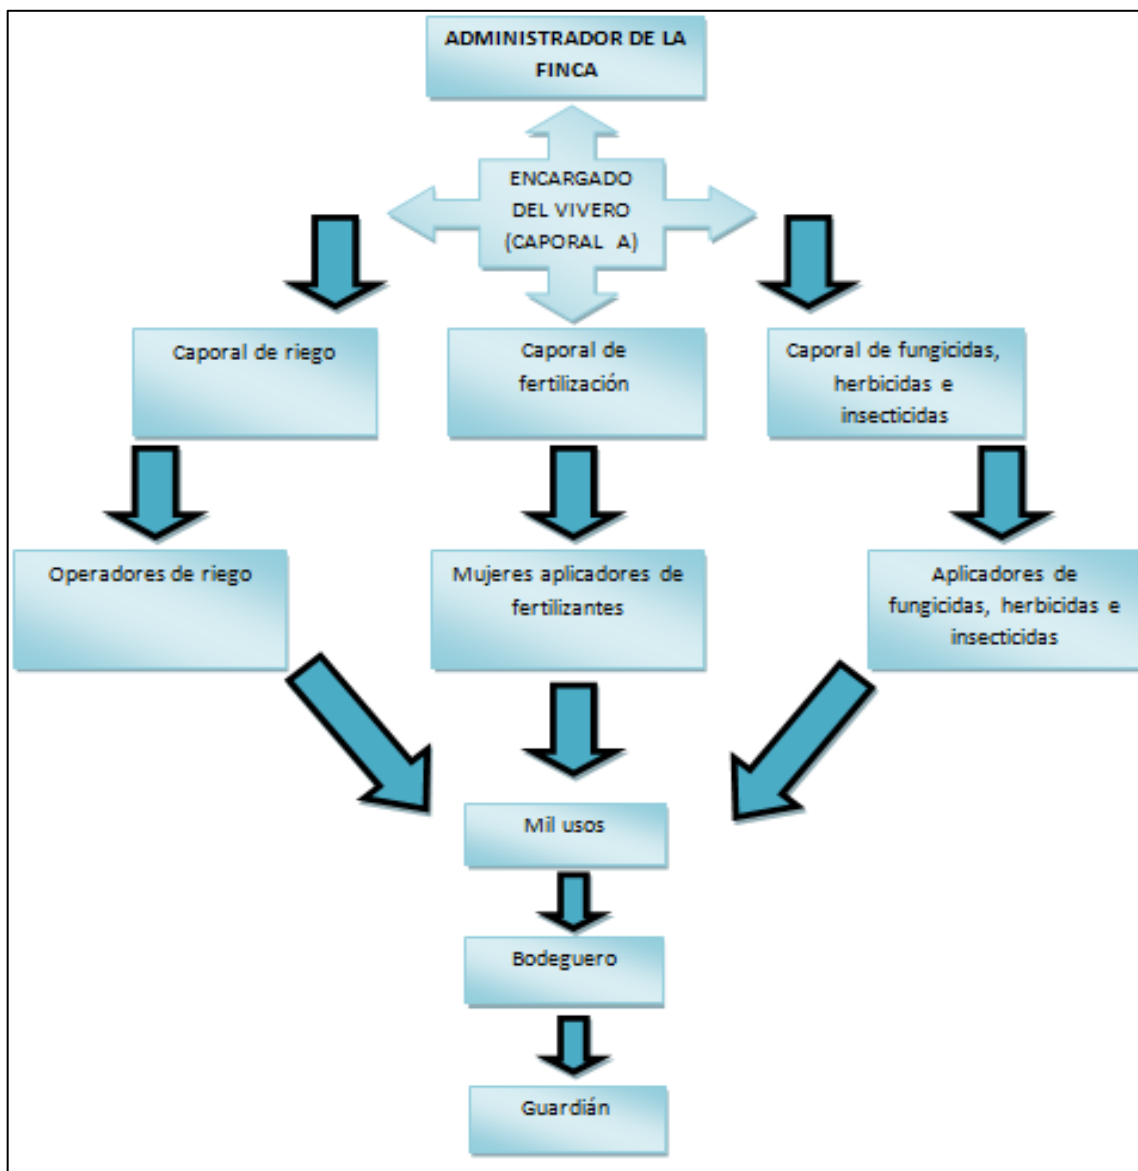 ADMINISTRADOR DE LA
FINCA
ENCARGADO
DEL VIVERO
(CAPORAL A)
Caporal de riego
Caporal de
fertilización
Caporal de fungicidas,
herbicidas e
insecticidas
Operadores de riego
Mujeres aplicadores de
fertilizantes
Aplicadores de
fungicidas, herbicidas e
insecticidas
Mil usos
Bodeguero
Guardián